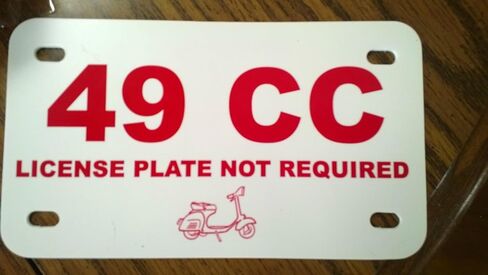 49 CC
LICENSE PLATE NOT REQUIRED